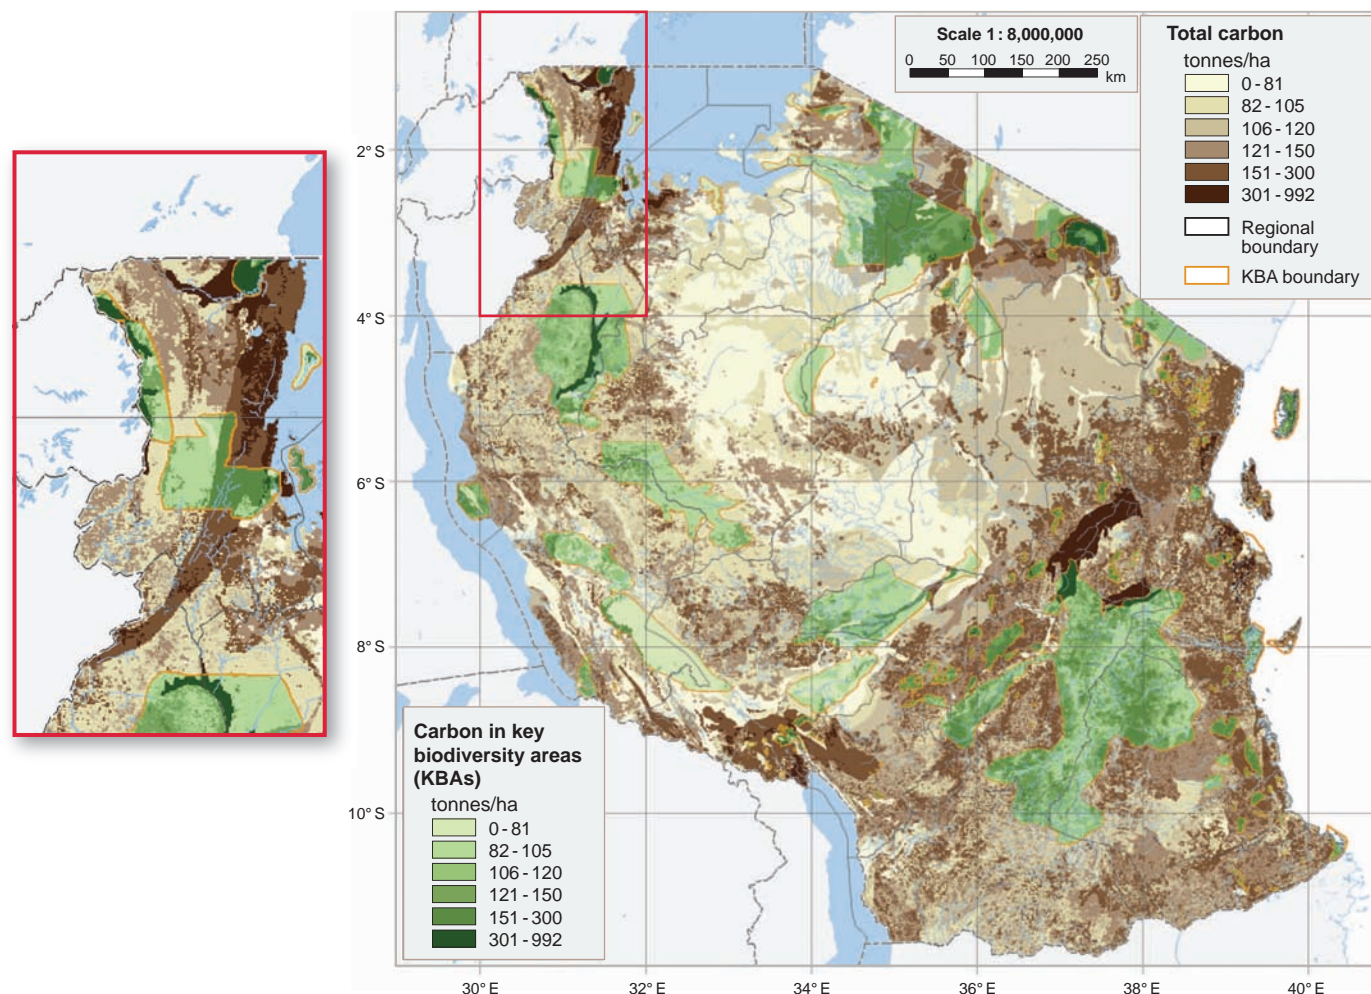 Scale 1 : 8,000,000
0 50 100 150 200 250
km
Total carbon
tonnes/ha
0 - 81
82 - 105
106 - 120
121 - 150
151 - 300
301 - 992
Regional
boundary
KBA boundary
2° S
4° S
6° S
8° S
10° S
Carbon in key
biodiversity areas
(KBAs)
tonnes/ha
0 - 81
82 - 105
106 - 120
121 - 150
151 - 300
301 - 992
30° E 32° E 34° E 36° E 38° E 40° E